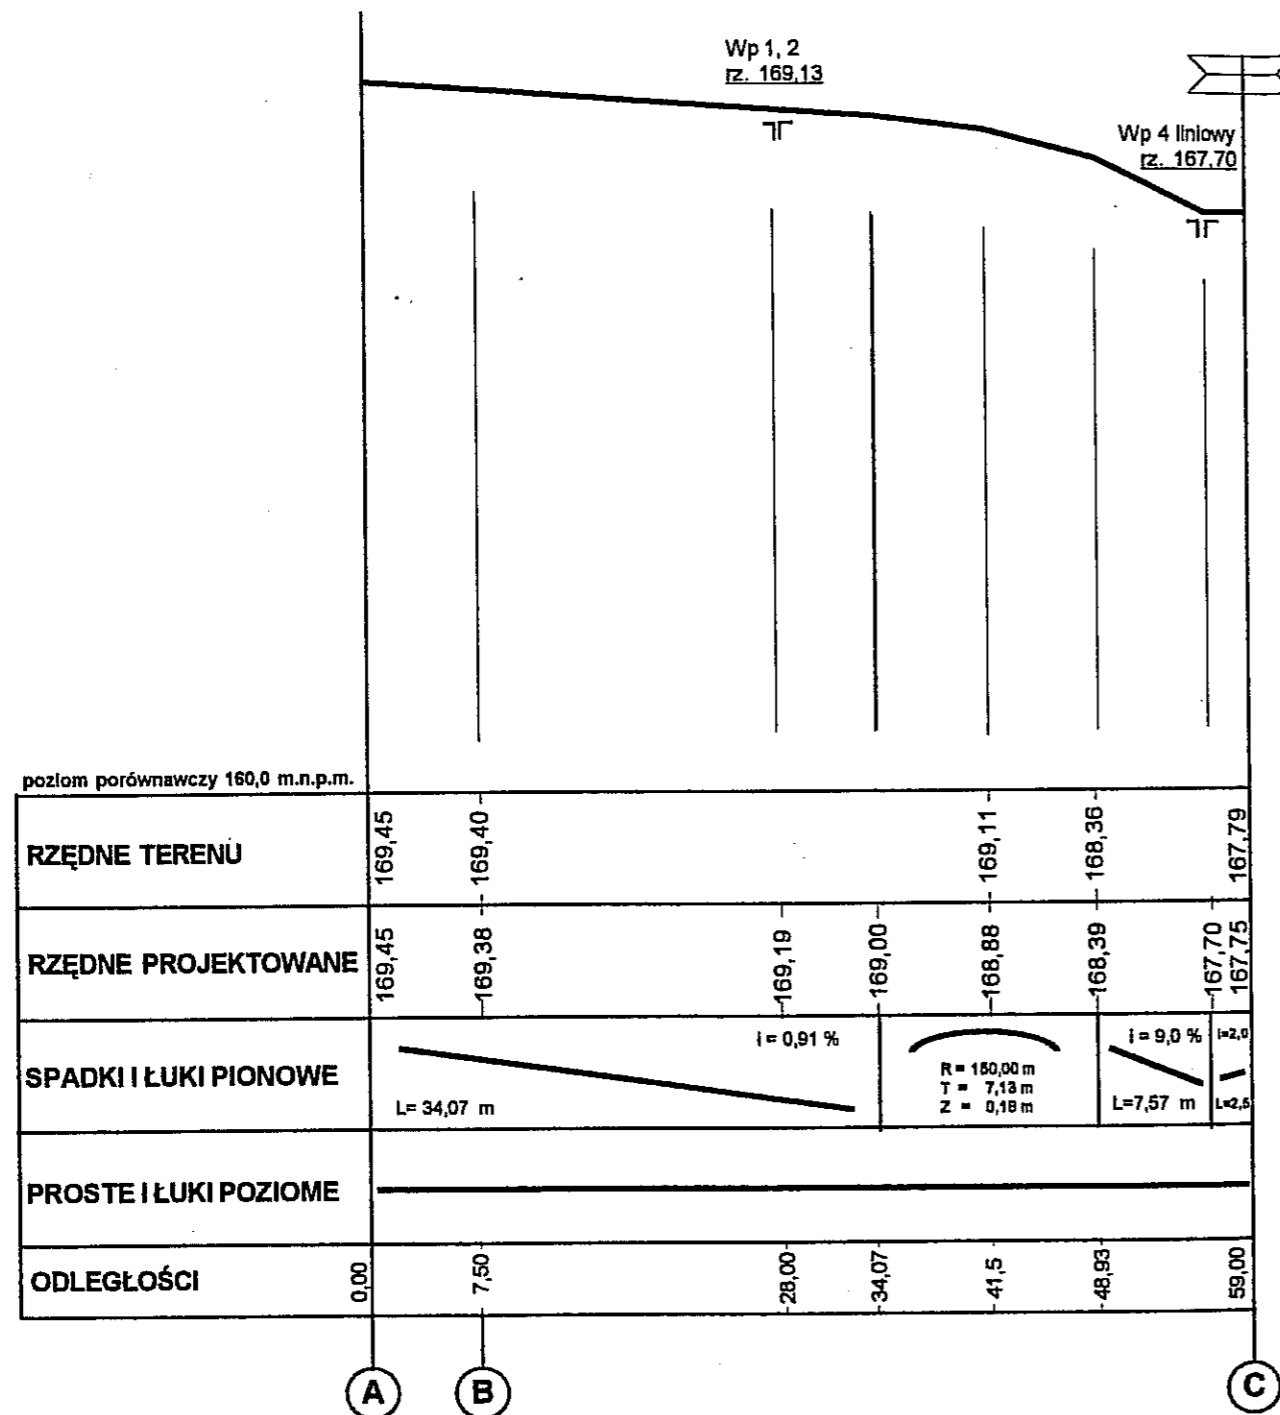 Wp 1, 2
rz. 169,13
Wp 4 liniowy
rz. 167,70
poziom porównawczy 160,0 m.n.p.m.
RZĘDNE TERENU
169,45
169,40
169,11
168,36
167,79
RZĘDNE PROJEKTOWANE
169,45
169,38
169,19
169,00
168,88
168,39
167,70
167,75
SPADKI I ŁUKI PIONOWE
i = 0,91 %
L= 34,07 m
R = 150,00 m
T = 7,13 m
Z = 0,18 m
i = 9,0 %
L=7,57 m
i=2,0
L=2,5
PROSTE I ŁUKI POZIOME
ODLEGŁOŚCI
0,00
7,50
28,00
34,07
41,5
48,93
59,00
A
B
C